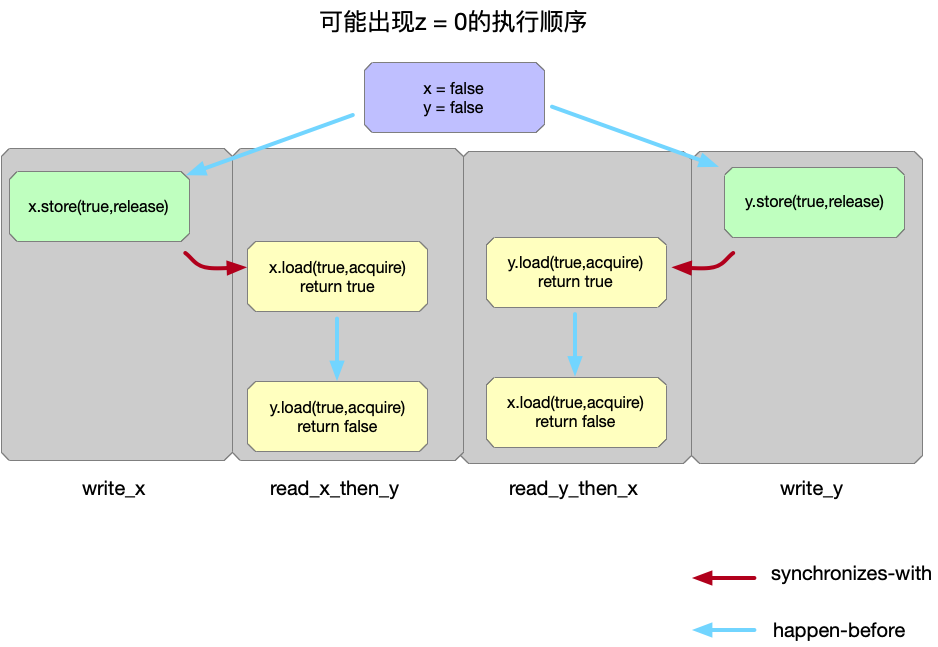 可能出现z = 0的执行顺序
x = false
y = false
x.store(true,release)
y.store(true,release)
x.load(true,acquire)
return true
y.load(true,acquire)
return true
y.load(true,acquire)
return false
x.load(true,acquire)
return false
write_x
read_x_then_y
read_y_then_x
write_y
synchronizes-with
happen-before